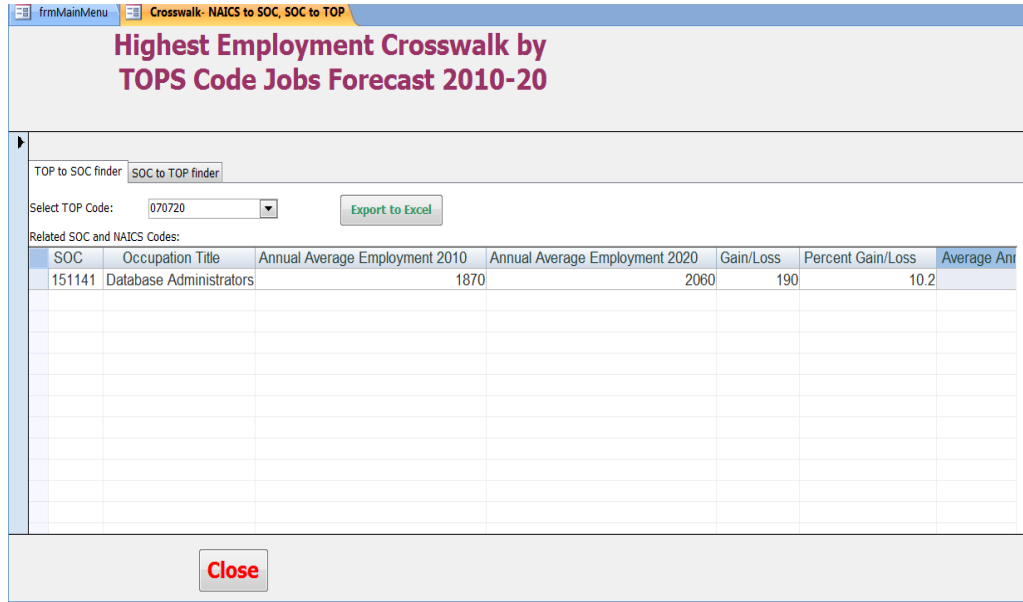 frmMainMenu Crosswalk- NAICS to SOC, SOC to TOP
Highest Employment Crosswalk by
TOPS Code Jobs Forecast 2010-20
TOP to SOC finder SOC to TOP finder
Select TOP Code: 070720 Export to Excel
Related SOC and NAICS Codes:
SOC Occupation Title Annual Average Employment 2010 Annual Average Employment 2020 Gain/Loss Percent Gain/Loss Average Ann
151141 Database Administrators 1870 2060 190 10.2
Close